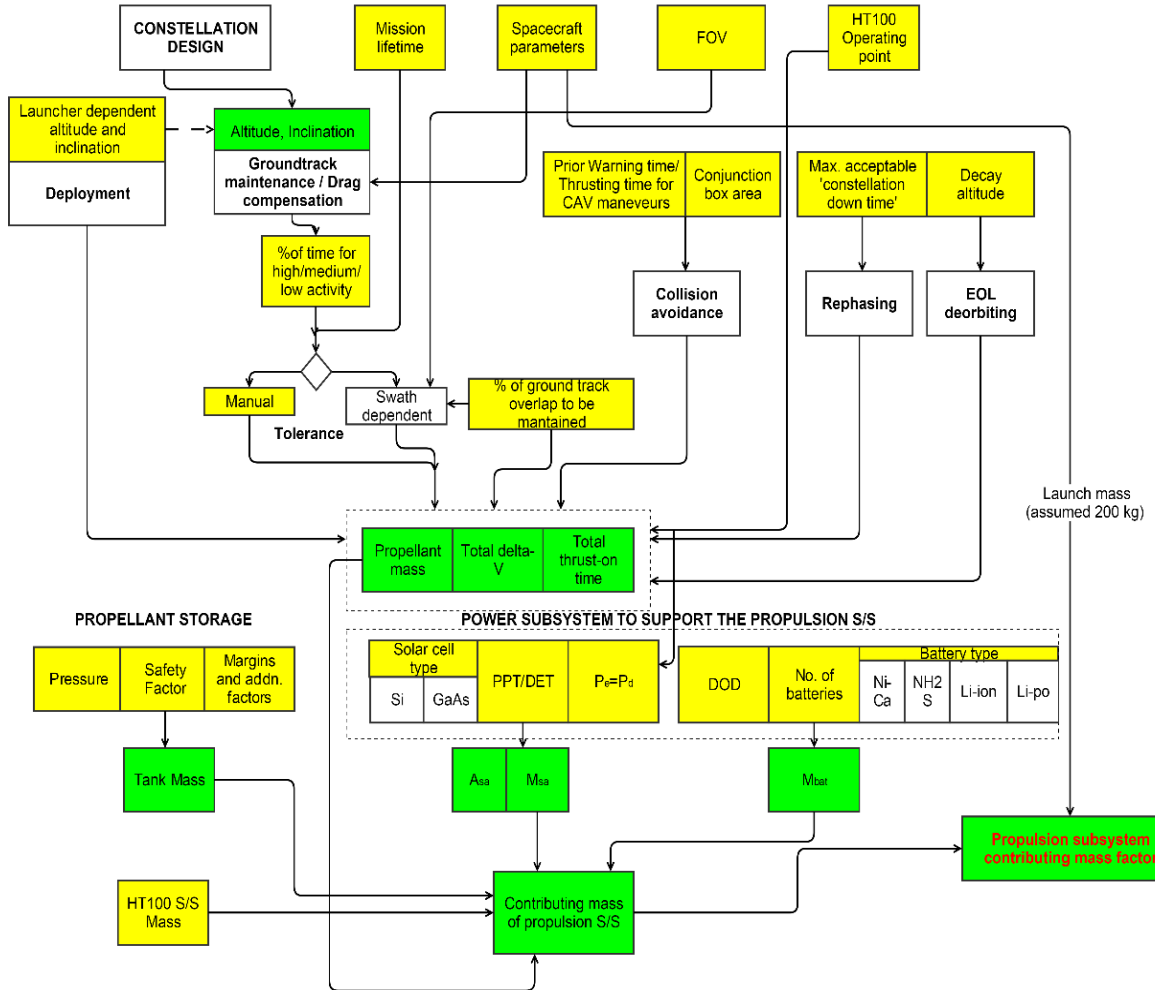 CONSTELLATION
DESIGN
Mission
lifetime
Spacecraft
parameters
FOV
HT100
Operating
point
Launcher dependent
altitude and
inclination
Deployment
Altitude, Inclination
Groundtrack
maintenance / Drag
compensation
Prior Warning time/
Thrusting time for
CAV maneveurs
Conjunction
box area
Max. acceptable
'constellation
down time'
Decay
altitude
%of time for
high/medium/
low activity
Collision
avoidance
Rephasing
EOL
deorbiting
Manual
Swath
dependent
% of ground track
overlap to be
mantained
Tolerance
Launch mass
(assumed 200 kg)
Propellant
mass
Total delta-
V
Total
thrust-on
time
PROPELLANT STORAGE
POWER SUBSYSTEM TO SUPPORT THE PROPULSION S/S
Pressure
Safety
Factor
Margins
and addn.
factors
Solar cell
type
Si
GaAs
PPT/DET
Pe=Pd
DOD
No. of
batteries
Battery type
Ni-
Ca
NH2
S
Li-ion
Li-po
Tank Mass
Asa
Msa
Mbat
Propulsion subsystem
contributing mass factor
HT100 S/S
Mass
Contributing mass
of propulsion S/S